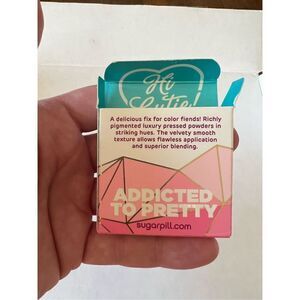 Hi
Cutie!
A delicious fix for color fiends! Richly
pigmented luxury pressed powders in
striking hues. The velvety smooth
texture allows flawless application
and superior blending.
ADDICTED
TO PRETTY
sugarpill.com